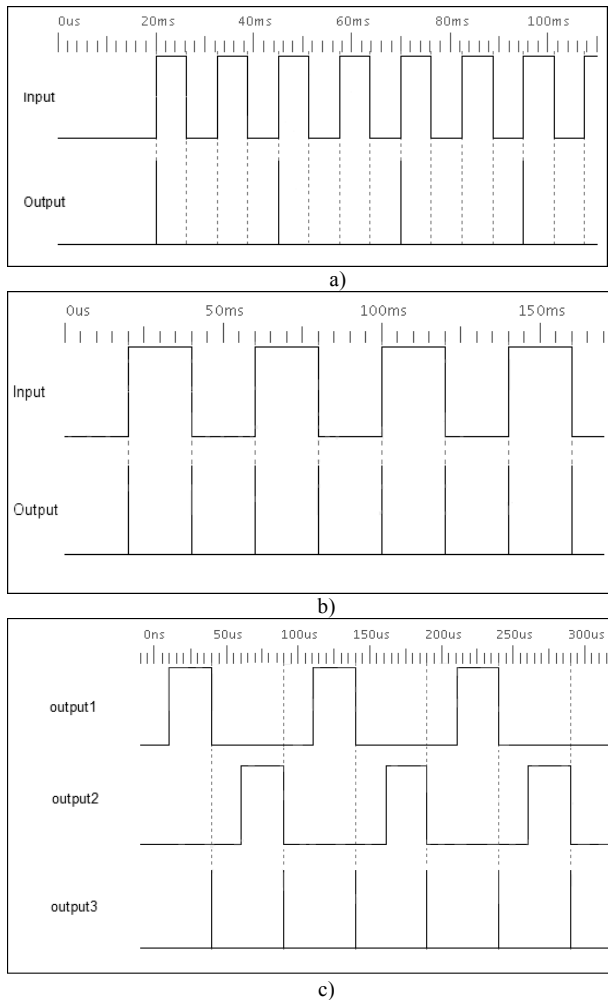 0us 20ms 40ms 60ms 80ms 100ms
Input
Output
a)
0us 50ms 100ms 150ms
Input
Output
b)
0ns 50us 100us 150us 200us 250us 300us
output1
output2
output3
c)